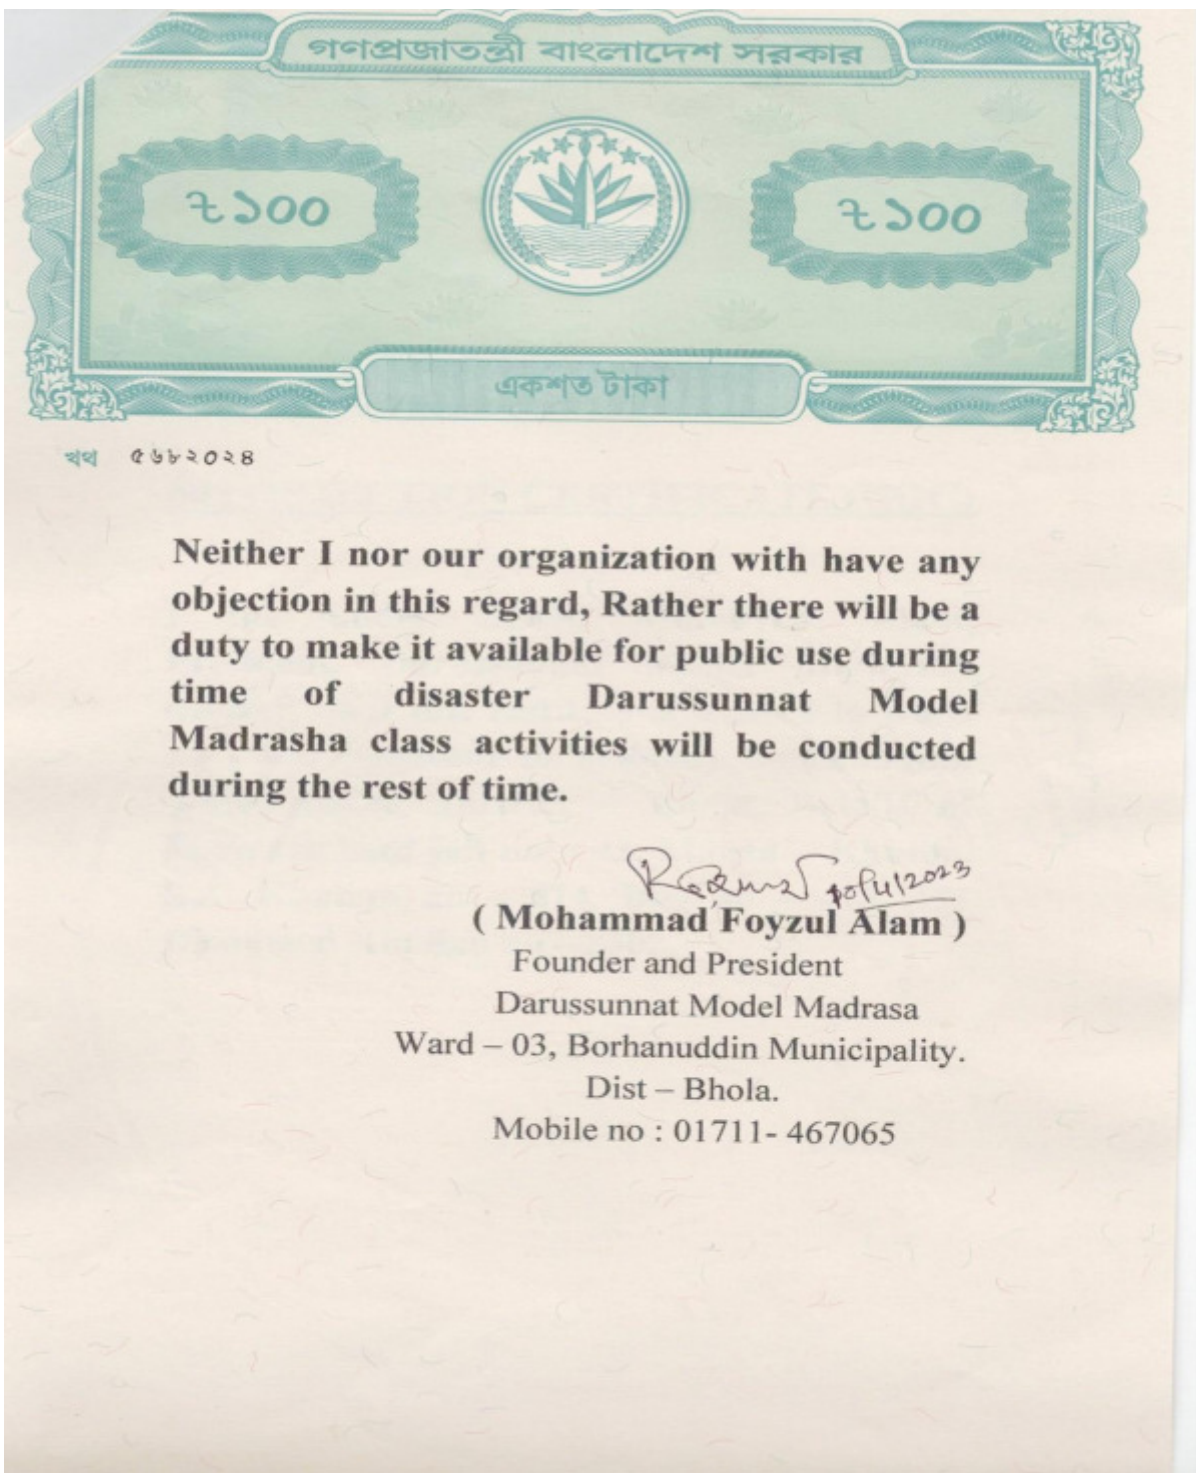 গণপ্রজাতন্ত্রী বাংলাদেশ সরকার
৳১০০ ৳১০০
একশত টাকা
খথ ৫৬৮২০২৪
Neither I nor our organization with have any
objection in this regard, Rather there will be a
duty to make it available for public use during
time of disaster Darussunnat Model
Madrasha class activities will be conducted
during the rest of time.
( Mohammad Foyzul Alam )
Founder and President
Darussunnat Model Madrasa
Ward – 03, Borhanuddin Municipality.
Dist – Bhola.
Mobile no : 01711- 467065